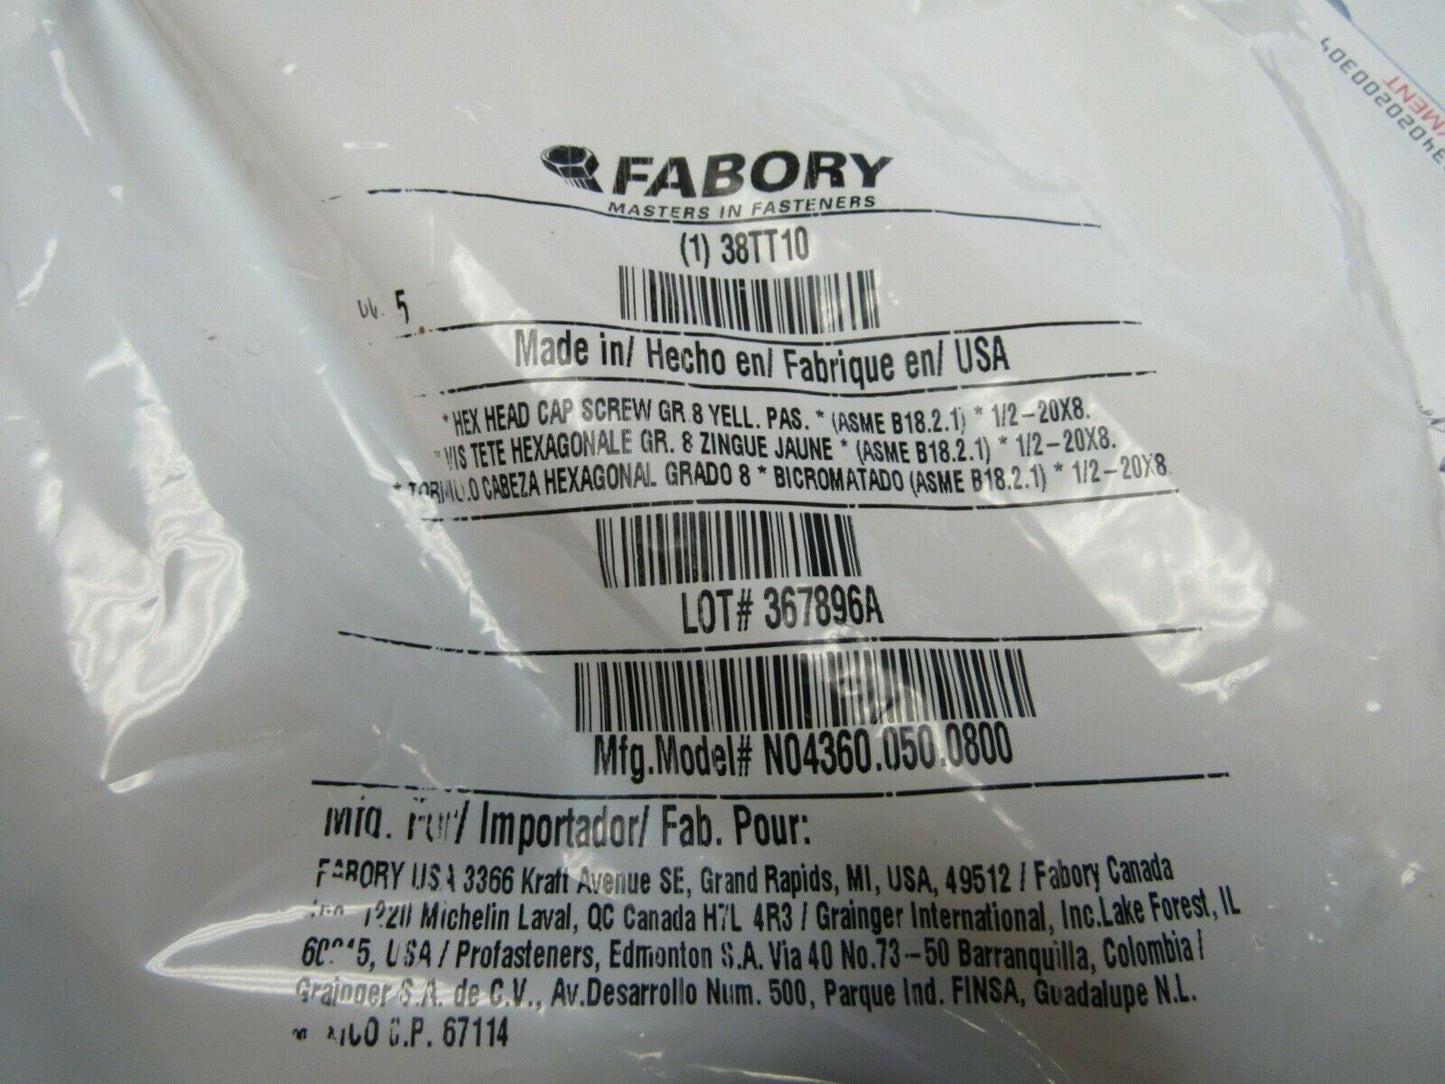 FABORY
MASTERS IN FASTENERS
(1) 38TT10
5
Made in/ Hecho en/ Fabrique en/ USA
* HEX HEAD CAP SCREW GR 8 YELL. PAS. * (ASME B18.2.1) * 1/2-20X8.
* VIS TETE HEXAGONALE GR. 8 ZINGUE JAUNE * (ASME B18.2.1) * 1/2-20X8.
* CABEZA HEXAGONAL GRADO 8 * BICROMATADO (ASME B18.2.1) * 1/2-20X8.
LOT# 367896A
Mfg.Model# N04360.050.0800
Mfg. For/ Importador/ Fab. Pour:
FABORY USA 3366 Kraft Avenue SE, Grand Rapids, MI, USA, 49512 / Fabory Canada
Michelin Laval, QC Canada H7L 4R3 / Grainger International, Inc.Lake Forest, IL
USA / Profasteners, Edmonton S.A. Via 40 No.73-50 Barranquilla, Colombia /
Grainger S.A. de C.V., Av.Desarrollo Num. 500, Parque Ind. FINSA, Guadalupe N.L.
C.P. 67114